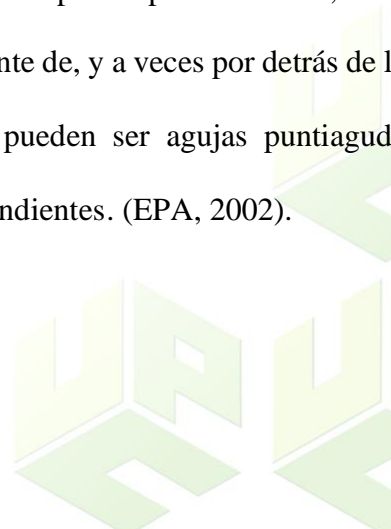 nte de, y a veces por detrás de l
pueden ser agujas puntiagud
ndientes. (EPA, 2002).